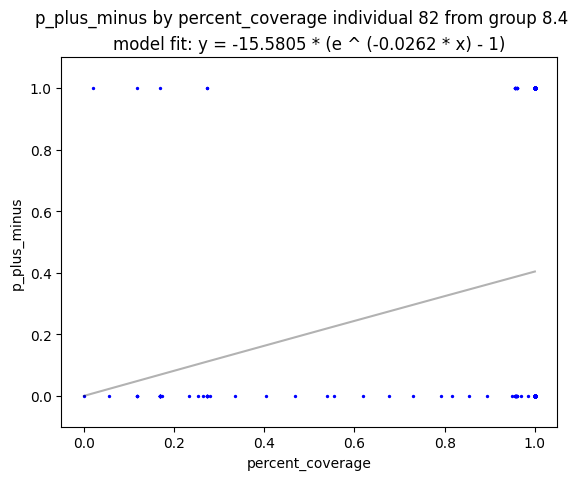 p_plus_minus by percent_coverage individual 82 from group 8.4
model fit: y = -15.5805 * (e ^ (-0.0262 * x) - 1)
1.0
0.8
0.6
0.4
0.2
0.0
p_plus_minus
0.0 0.2 0.4 0.6 0.8 1.0
percent_coverage